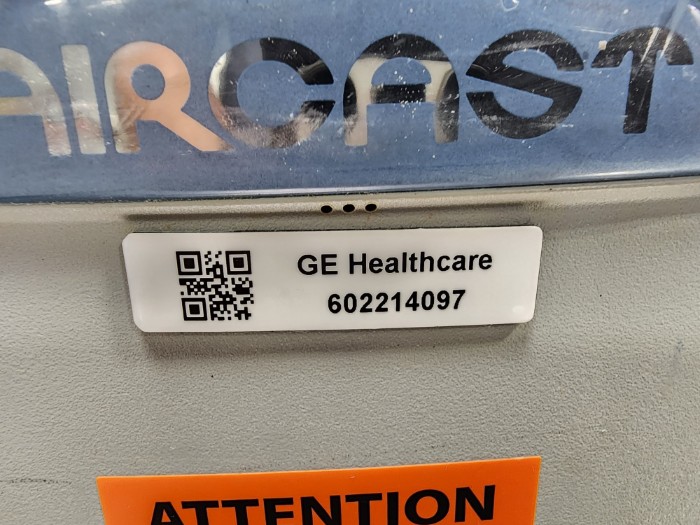 AIRCAST
GE Healthcare
602214097
ATTENTION